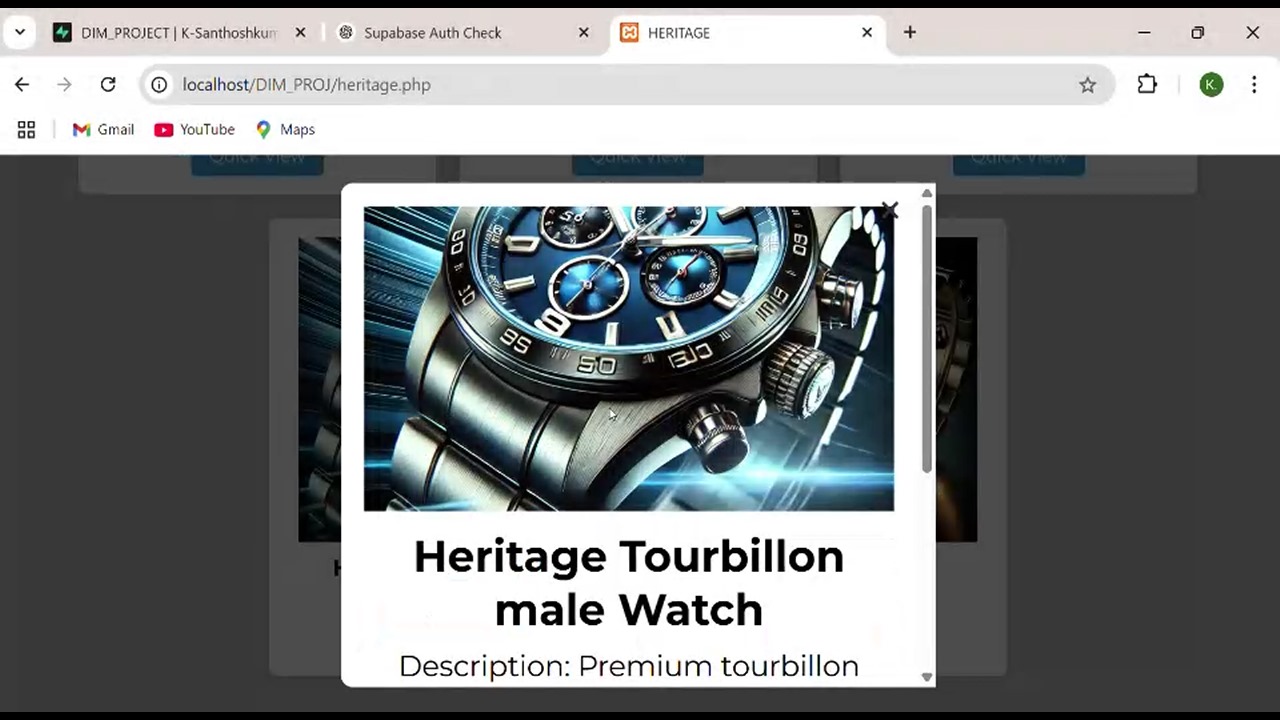 DIM_PROJECT | K-Santhoshkum
Supabase Auth Check
HERITAGE
localhost/DIM_PROJ/heritage.php
K.
Gmail
YouTube
Maps
Quick View
Quick View
Quick View
Heritage Tourbillon
male Watch
Description: Premium tourbillon